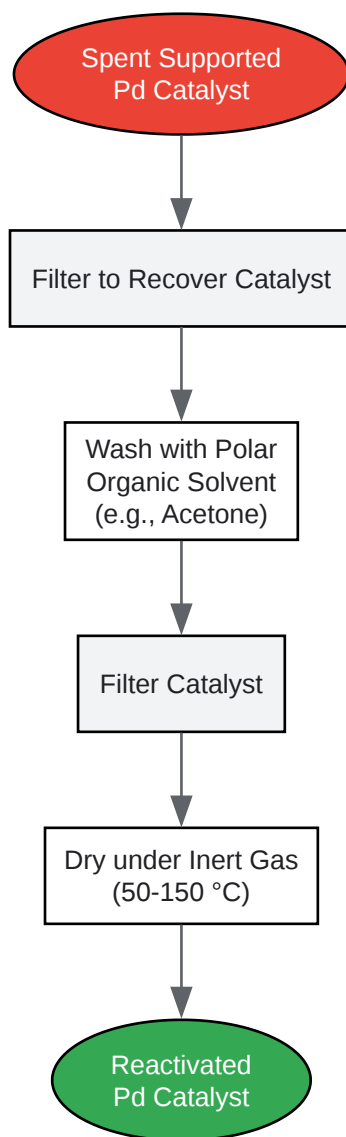 Spent Supported
Pd Catalyst
Filter to Recover Catalyst
Wash with Polar
Organic Solvent
(e.g., Acetone)
Filter Catalyst
Dry under Inert Gas
(50-150 °C)
Reactivated
Pd Catalyst